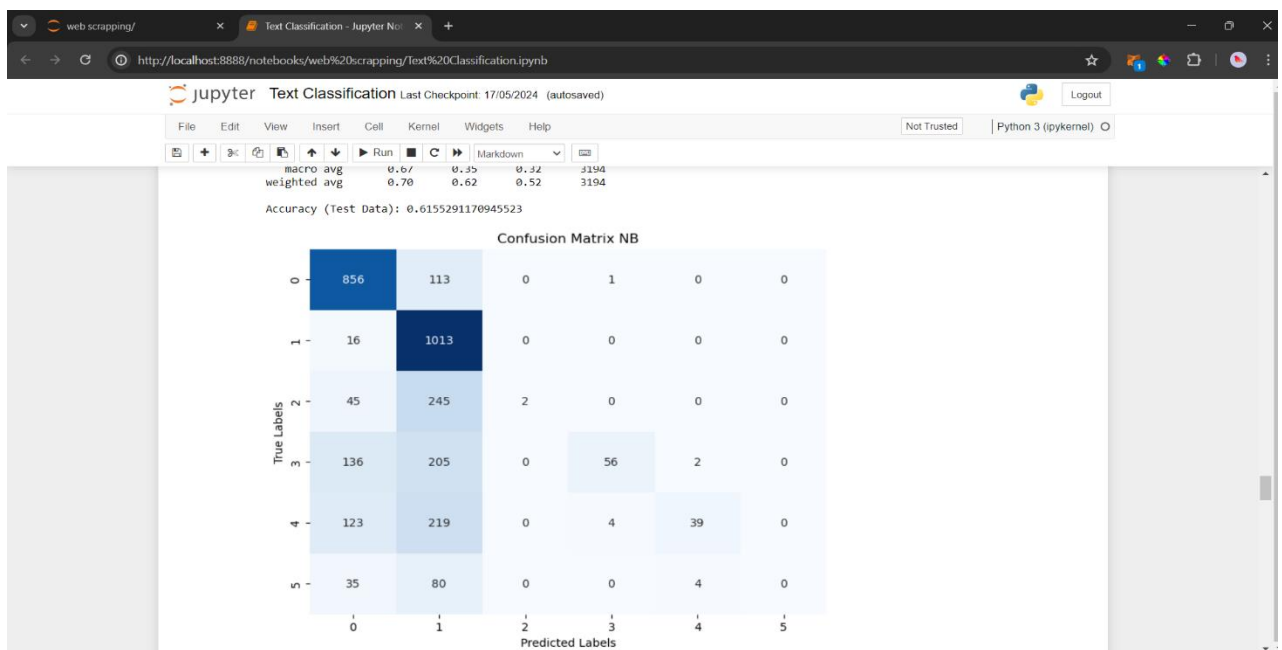 web scrapping/
Text Classification - Jupyter No
http://localhost:8888/notebooks/web%20scrapping/Text%20Classification.ipynb
jupyter Text Classification Last Checkpoint: 17/05/2024 (autosaved)
Logout
File Edit View Insert Cell Kernel Widgets Help
Not Trusted
Python 3 (ipykernel)
Run
Markdown
macro avg 0.67 0.35 0.32 3194
weighted avg 0.70 0.62 0.52 3194
Accuracy (Test Data): 0.6155291170945523
Confusion Matrix NB
0 856 113 0 1 0 0
1 16 1013 0 0 0 0
2 45 245 2 0 0 0
3 136 205 0 56 2 0
4 123 219 0 4 39 0
5 35 80 0 0 4 0
True Labels
0 1 2 3 4 5
Predicted Labels